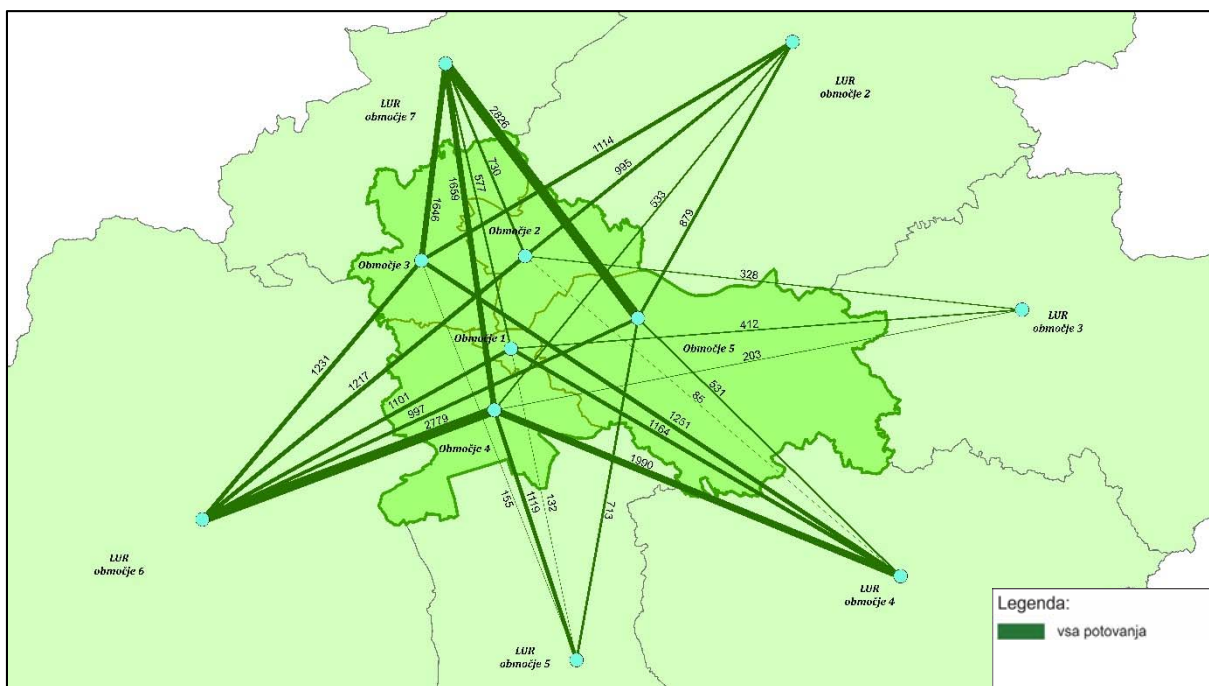 LUR
območje 7
LUR
območje 2
2826
1114
730
995
577
1659
533
1646
879
Območje 2
Območje 3
328
LUR
območje 3
412
Območje 1
Območje 5
203
1231
1217
531
85
1101
997
1251
1164
2779
Območje 4
1990
155
1119
132
713
LUR
območje 6
LUR
območje 4
LUR
območje 5
Legenda:
vsa potovanja